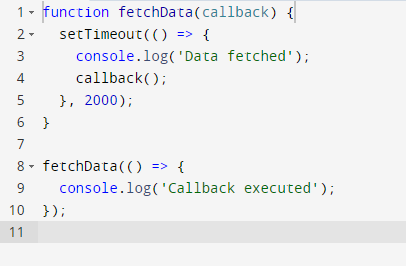 1 function fetchData(callback) {
2   setTimeout(() => {
3     console.log('Data fetched');
4     callback();
5   }, 2000);
6 }
7
8 fetchData(() => {
9   console.log('Callback executed');
10 });
11